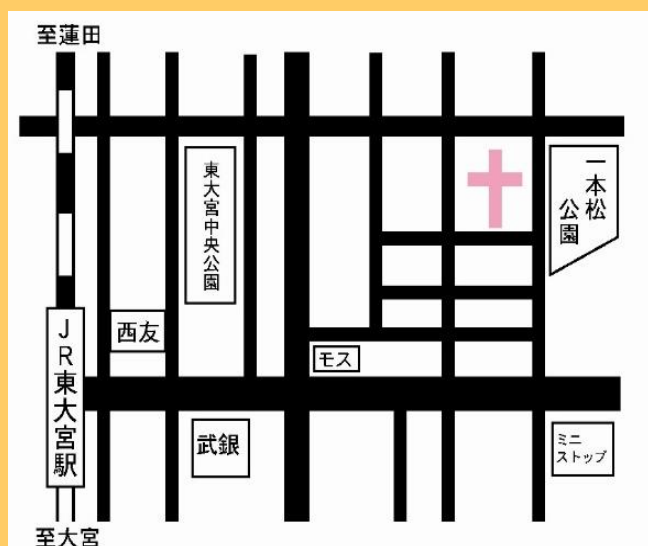 至蓮田
東大宮中央公園
一本松
公園
西友
モス
JR東大宮駅
武銀
ミニ
ストップ
至大宮